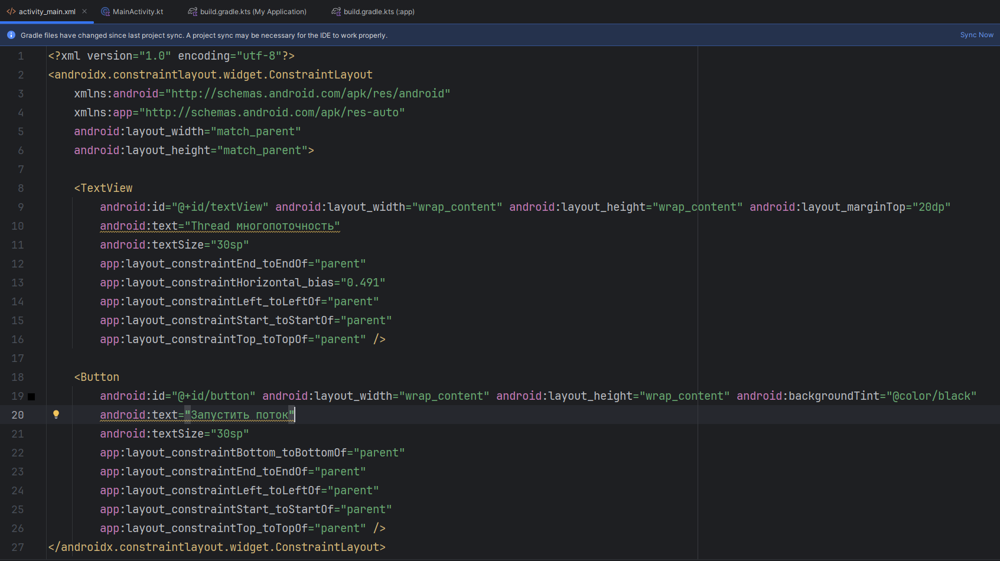 activity_main.xml MainActivity.kt build.gradle.kts (My Application) build.gradle.kts (:app)
Gradle files have changed since last project sync. A project sync may be necessary for the IDE to work properly. Sync Now
1 <?xml version="1.0" encoding="utf-8"?>
2 <androidx.constraintlayout.widget.ConstraintLayout
3 xmlns:android="http://schemas.android.com/apk/res/android"
4 xmlns:app="http://schemas.android.com/apk/res-auto"
5 android:layout_width="match_parent"
6 android:layout_height="match_parent">
7
8 <TextView
9 android:id="@+id/textView" android:layout_width="wrap_content" android:layout_height="wrap_content" android:layout_marginTop="20dp"
10 android:text="Thread многопоточность"
11 android:textSize="30sp"
12 app:layout_constraintEnd_toEndOf="parent"
13 app:layout_constraintHorizontal_bias="0.491"
14 app:layout_constraintLeft_toLeftOf="parent"
15 app:layout_constraintStart_toStartOf="parent"
16 app:layout_constraintTop_toTopOf="parent" />
17
18 <Button
19 android:id="@+id/button" android:layout_width="wrap_content" android:layout_height="wrap_content" android:backgroundTint="@color/black"
20 android:text="Запустить поток"
21 android:textSize="30sp"
22 app:layout_constraintBottom_toBottomOf="parent"
23 app:layout_constraintEnd_toEndOf="parent"
24 app:layout_constraintLeft_toLeftOf="parent"
25 app:layout_constraintStart_toStartOf="parent"
26 app:layout_constraintTop_toTopOf="parent" />
27 </androidx.constraintlayout.widget.ConstraintLayout>